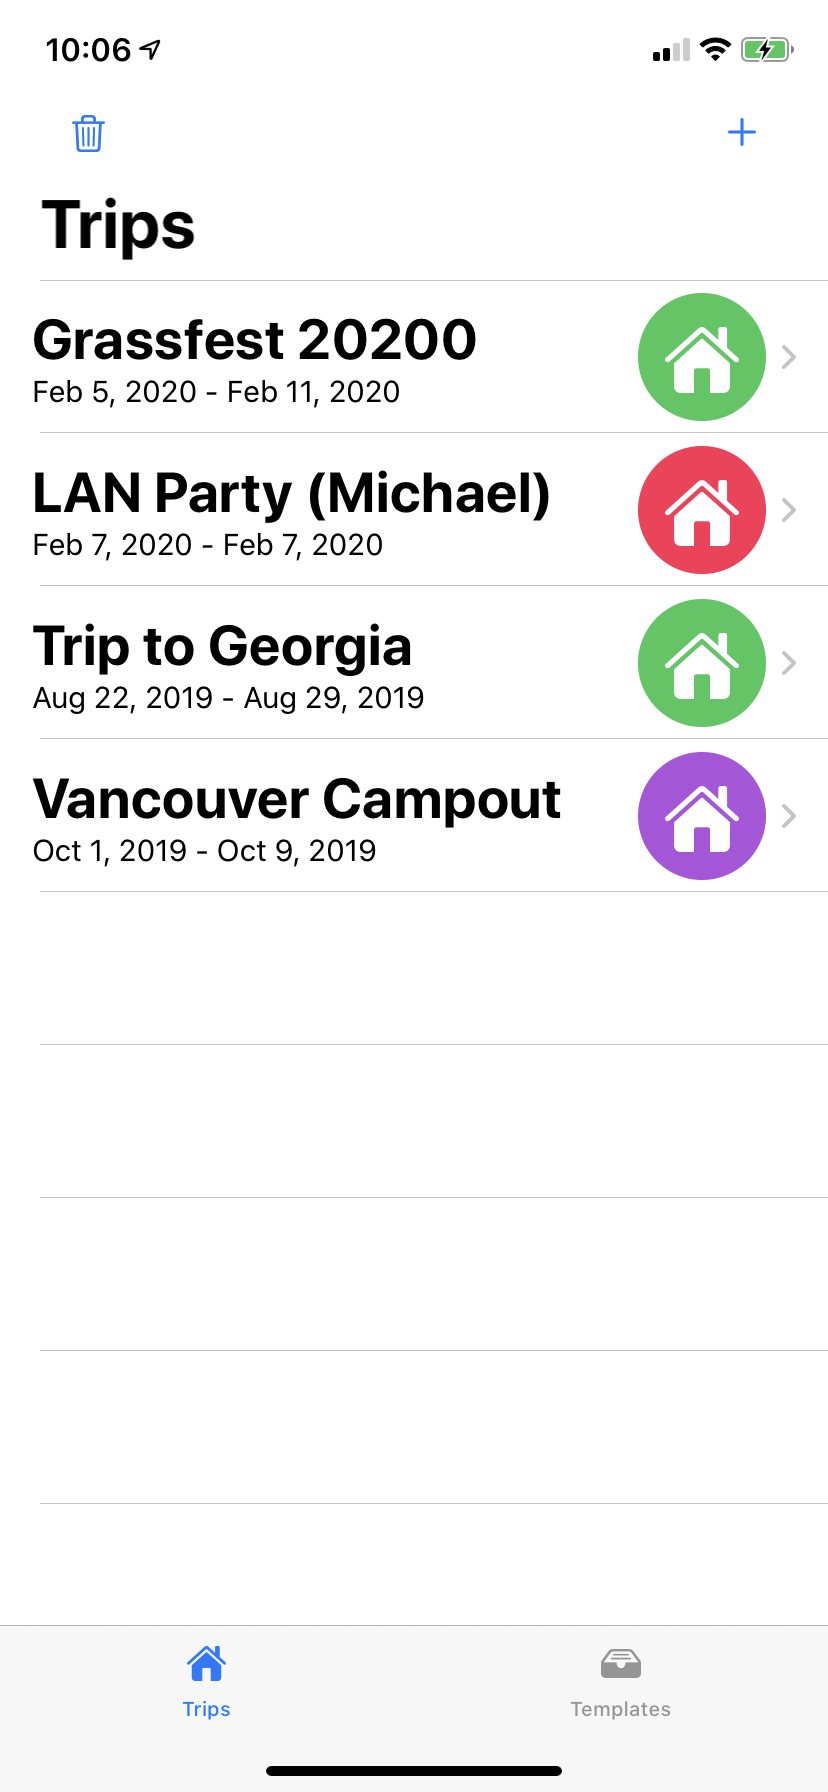 10:06
Trips
Grassfest 20200
Feb 5, 2020 - Feb 11, 2020
LAN Party (Michael)
Feb 7, 2020 - Feb 7, 2020
Trip to Georgia
Aug 22, 2019 - Aug 29, 2019
Vancouver Campout
Oct 1, 2019 - Oct 9, 2019
Trips
Templates